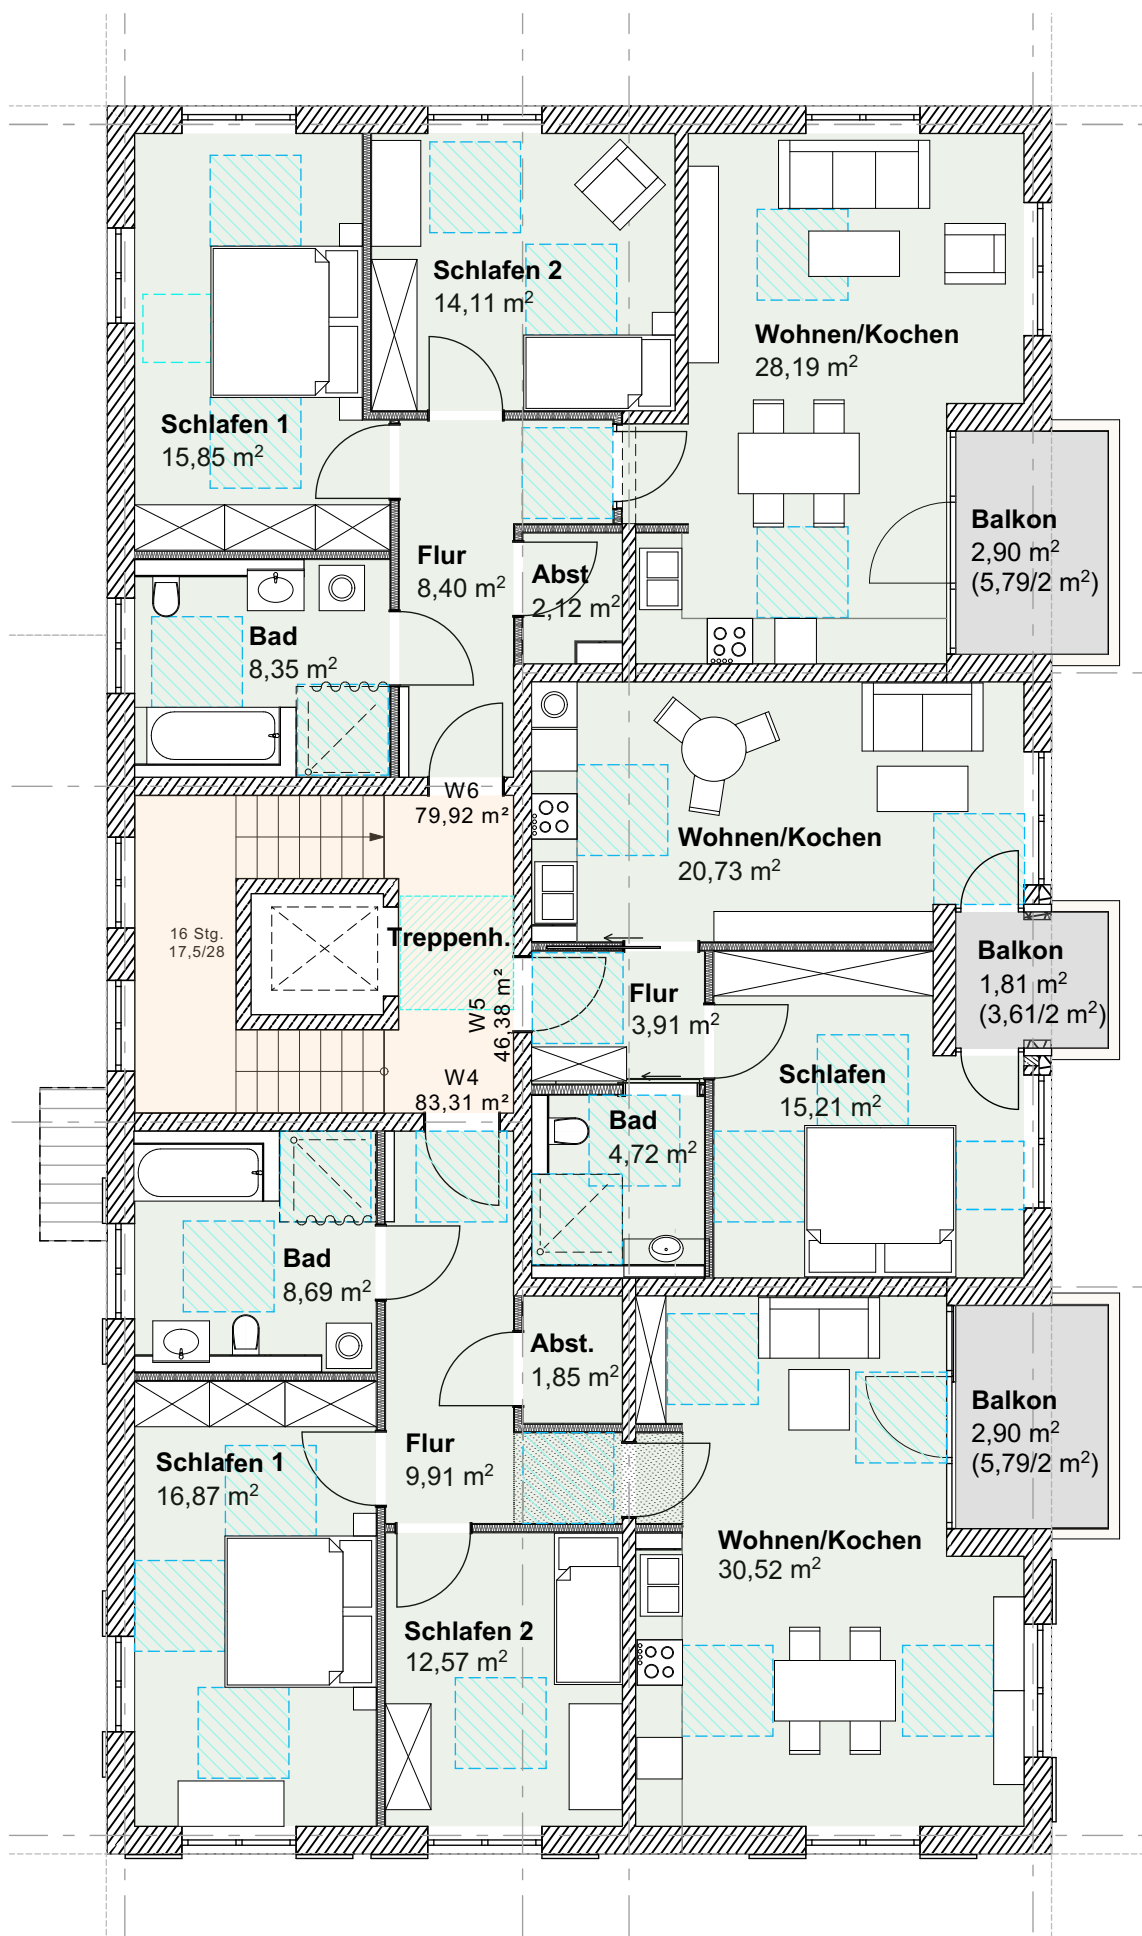 Schlafen 2
14,11 m²
Wohnen/Kochen
28,19 m²
Schlafen 1
15,85 m²
Balkon
2,90 m²
(5,79/2 m²)
Flur
8,40 m²
Abst
2,12 m²
Bad
8,35 m²
W6
79,92 m²
Wohnen/Kochen
20,73 m²
16 Stg.
17,5/28
Treppenh.
Balkon
1,81 m²
(3,61/2 m²)
W5
46,38 m²
Flur
3,91 m²
W4
83,31 m²
Schlafen
15,21 m²
Bad
4,72 m²
Bad
8,69 m²
Abst.
1,85 m²
Balkon
2,90 m²
(5,79/2 m²)
Flur
9,91 m²
Schlafen 1
16,87 m²
Wohnen/Kochen
30,52 m²
Schlafen 2
12,57 m²